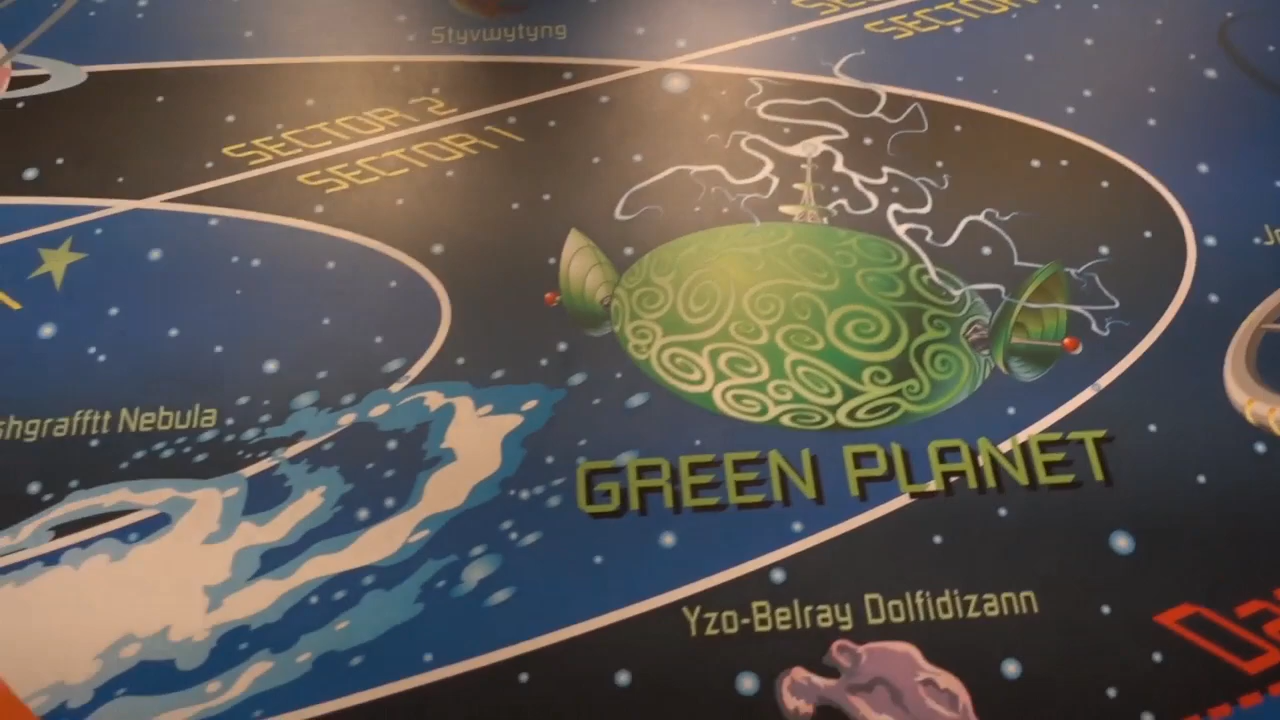 Styvwytyng
SECTOR 2
SECTOR 1
shgrafftt Nebula
GREEN PLANET
Yzo-Belray Dolfidizann